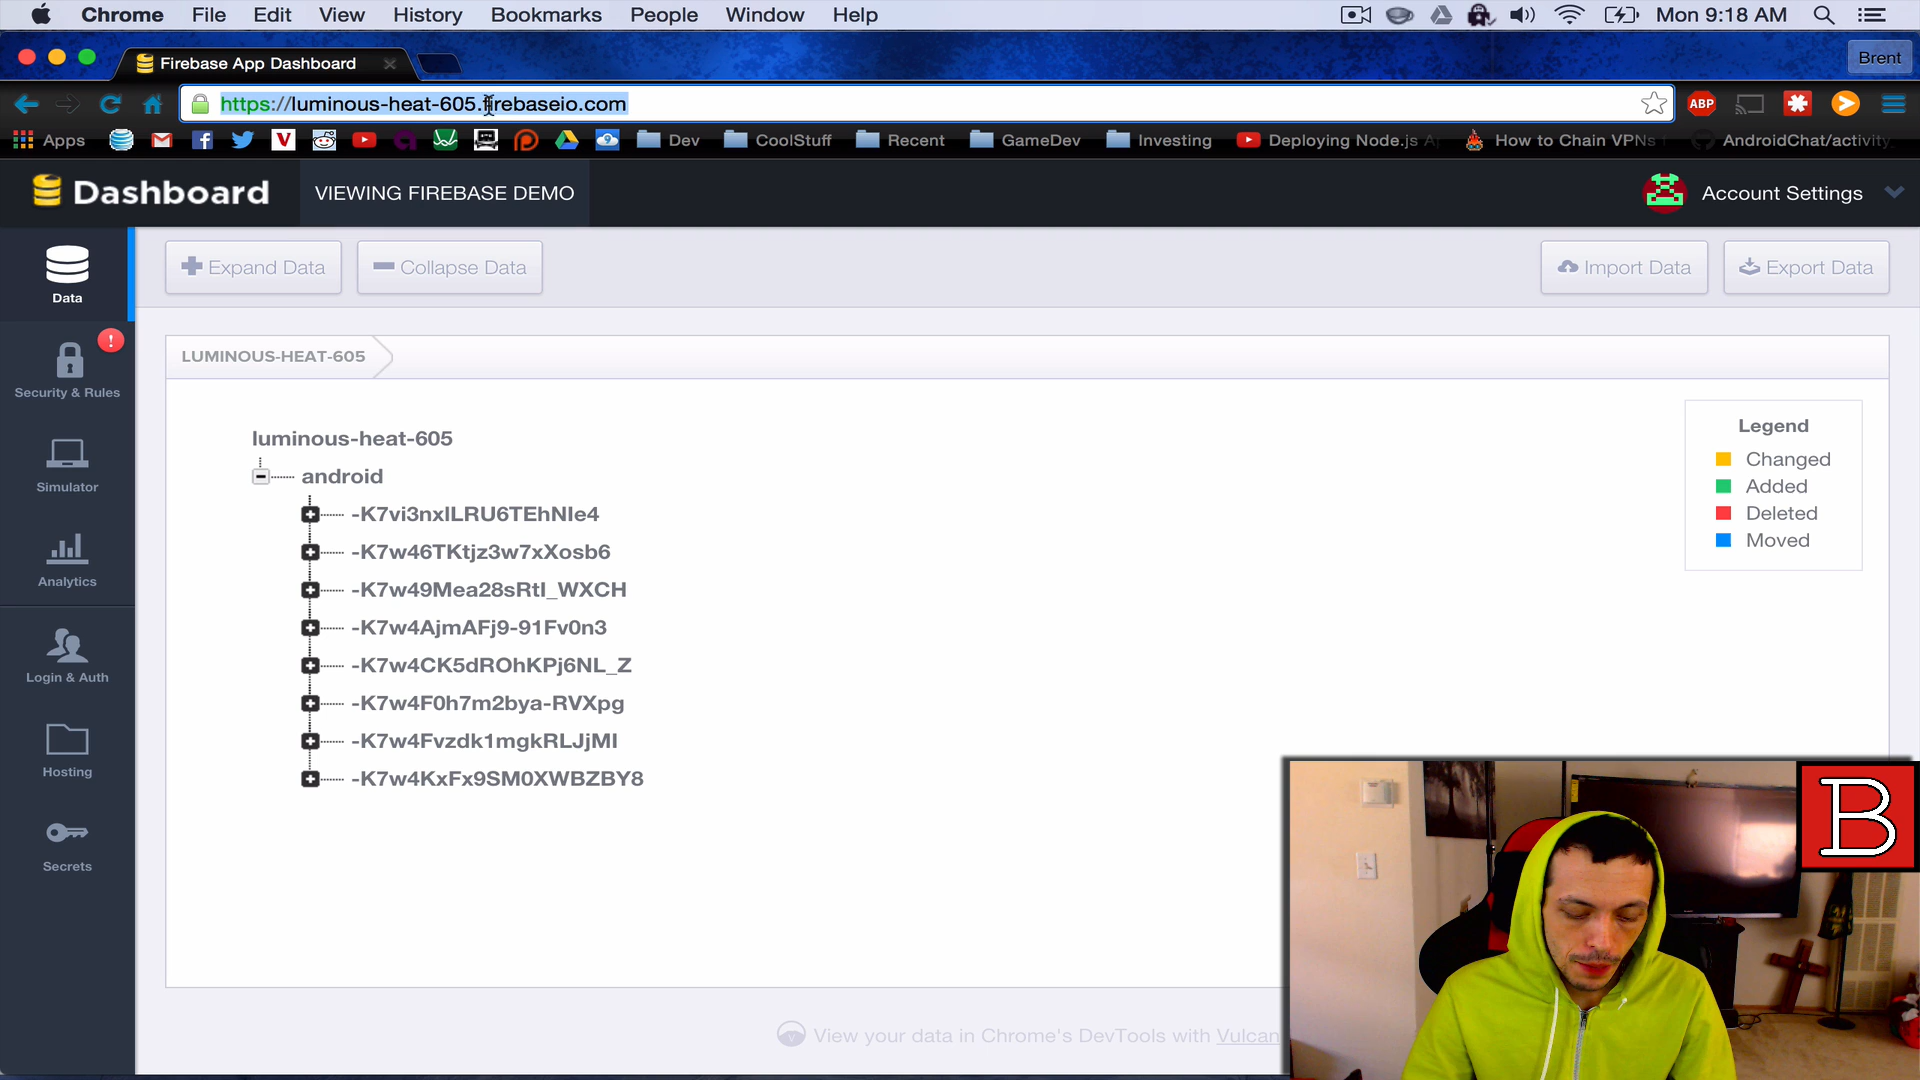 Chrome File Edit View History Bookmarks People Window Help Mon 9:18 AM
Firebase App Dashboard Brent
https://luminous-heat-605.firebaseio.com ABP
Apps Dev CoolStuff Recent GameDev Investing Deploying Node.js A How to Chain VPNs AndroidChat/activity
Dashboard VIEWING FIREBASE DEMO Account Settings
Expand Data Collapse Data Import Data Export Data
Data
LUMINOUS-HEAT-605
Security & Rules
Legend
luminous-heat-605
Changed
Simulator
android
Added
-K7vi3nxlLRU6TEhNIe4
Deleted
-K7w46TKtjz3w7xXosb6
Moved
Analytics
-K7w49Mea28sRtI_WXCH
-K7w4AjmAFj9-91Fv0n3
-K7w4CK5dROhKPj6NL_Z
Login & Auth
-K7w4F0h7m2bya-RVXpg
-K7w4Fvzdk1mgkRLJjMI
Hosting
-K7w4KxFx9SM0XWBZBY8
B
Secrets
View your data in Chrome's DevTools with Vulcan